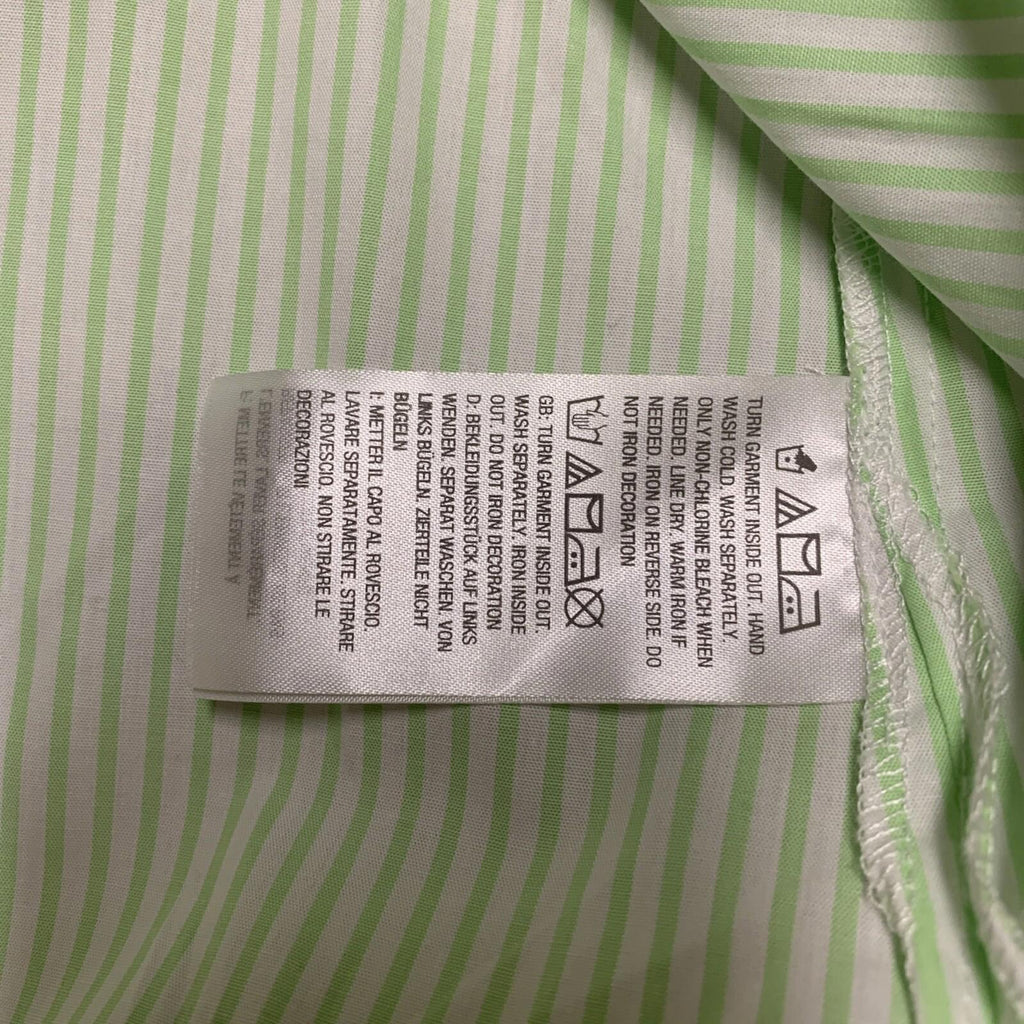 TURN GARMENT INSIDE OUT. HAND
WASH COLD. WASH SEPARATELY.
ONLY NON-CHLORINE BLEACH WHEN
NEEDED. LINE DRY. WARM IRON IF
NEEDED. IRON ON REVERSE SIDE. DO
NOT IRON DECORATION
GB: TURN GARMENT INSIDE OUT.
WASH SEPARATELY. IRON INSIDE
OUT. DO NOT IRON DECORATION
D: BEKLEIDUNGSSTÜCK AUF LINKS
WENDEN. SEPARAT WASCHEN. VON
LINKS BÜGELN. ZIERTEILE NICHT
BÜGELN
I: METTER IL CAPO AL ROVESCIO.
LAVARE SEPARATAMENTE. STIRARE
AL ROVESCIO. NON STIRARE LE
DECORAZIONI